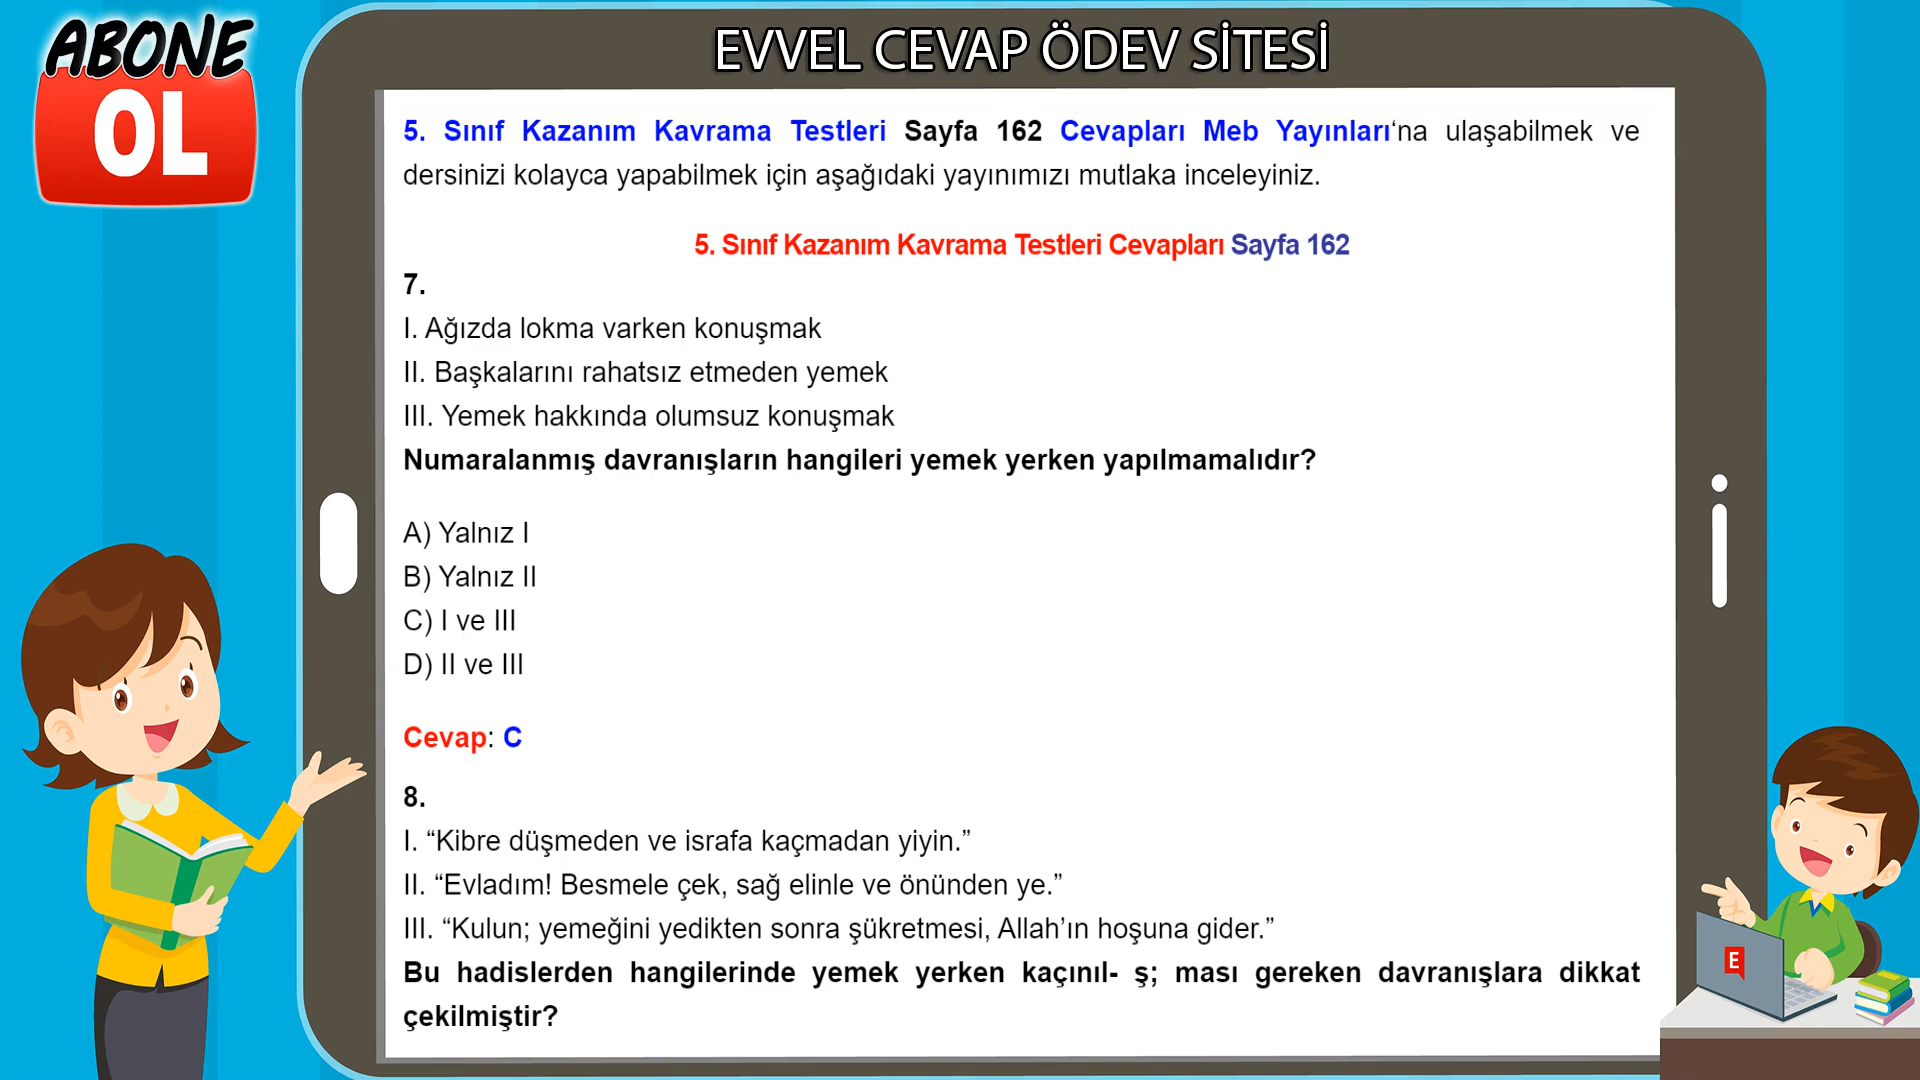 ABONE
OL
EVVEL CEVAP ÖDEV SİTESİ
5. Sınıf Kazanım Kavrama Testleri Sayfa 162 Cevapları Meb Yayınları‘na ulaşabilmek ve
dersinizi kolayca yapabilmek için aşağıdaki yayınımızı mutlaka inceleyiniz.
5. Sınıf Kazanım Kavrama Testleri Cevapları Sayfa 162
7.
I. Ağızda lokma varken konuşmak
II. Başkalarını rahatsız etmeden yemek
III. Yemek hakkında olumsuz konuşmak
Numaralanmış davranışların hangileri yemek yerken yapılmamalıdır?
A) Yalnız I
B) Yalnız II
C) I ve III
D) II ve III
Cevap: C
8.
I. “Kibre düşmeden ve israfa kaçmadan yiyin.”
II. “Evladım! Besmele çek, sağ elinle ve önünden ye.”
III. “Kulun; yemeğini yedikten sonra şükretmesi, Allah’ın hoşuna gider.”
Bu hadislerden hangilerinde yemek yerken kaçınıl- ş; ması gereken davranışlara dikkat
çekilmiştir?
E